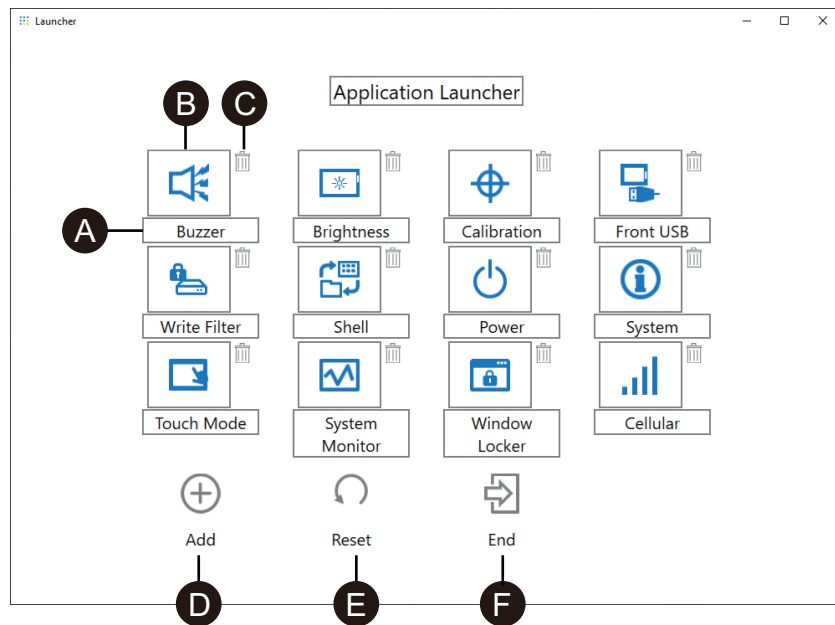 Launcher
Application Launcher
B C
A
Buzzer Brightness Calibration Front USB
Write Filter Shell Power System
Touch Mode System Window Cellular
Monitor Locker
Add Reset End
D E F